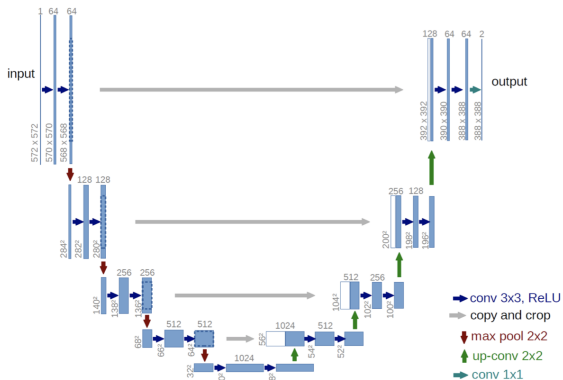 1 64 64
input
572 x 572
570 x 570
568 x 568
128 64 64 2
output
392 x 392
390 x 390
388 x 388
388 x 388
128 128
284²
282²
280²
256 128
200²
198²
196²
256 256
140²
138²
136²
512 256
104²
102²
100²
512 512
68²
66²
64²
1024 512
56²
54²
52²
1024
32²
conv 3x3, ReLU
copy and crop
max pool 2x2
up-conv 2x2
conv 1x1